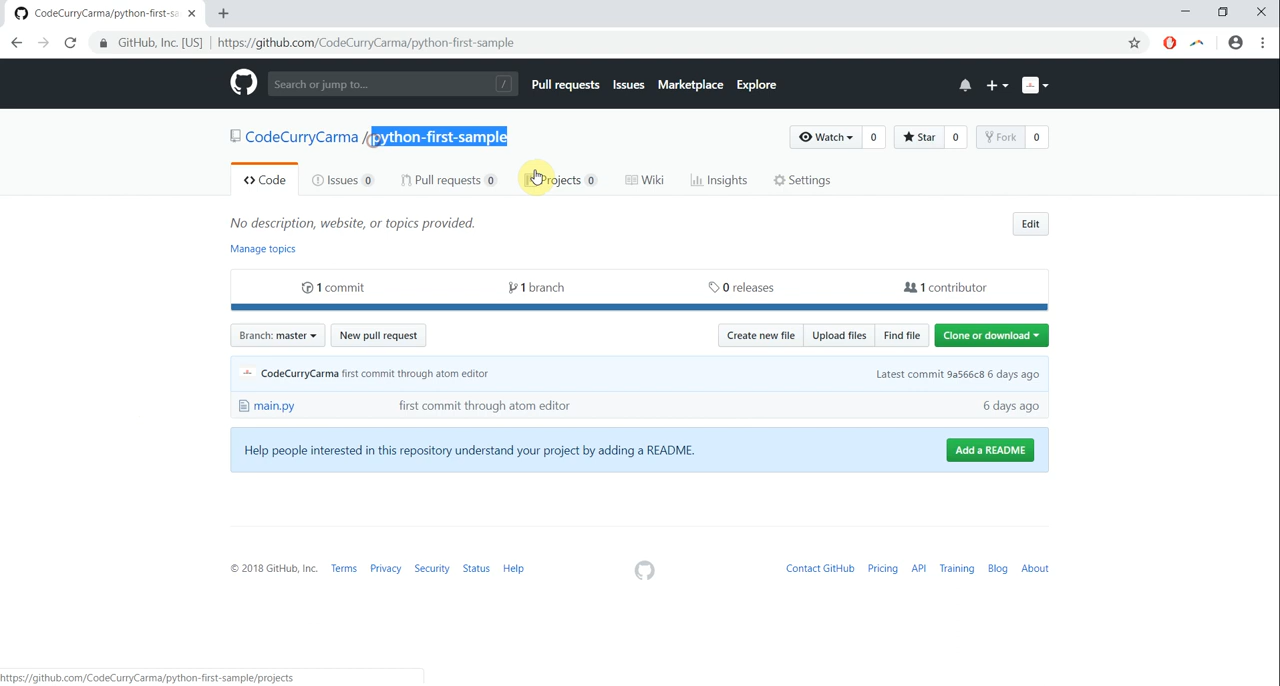 CodeCurryCarma/python-first-sa
GitHub, Inc. [US] | https://github.com/CodeCurryCarma/python-first-sample
Search or jump to... / Pull requests Issues Marketplace Explore
CodeCurryCarma / python-first-sample Watch 0 Star 0 Fork 0
Code Issues 0 Pull requests 0 Projects 0 Wiki Insights Settings
No description, website, or topics provided. Edit
Manage topics
1 commit 1 branch 0 releases 1 contributor
Branch: master New pull request Create new file Upload files Find file Clone or download
CodeCurryCarma first commit through atom editor Latest commit 9a566c8 6 days ago
main.py first commit through atom editor 6 days ago
Help people interested in this repository understand your project by adding a README. Add a README
© 2018 GitHub, Inc. Terms Privacy Security Status Help Contact GitHub Pricing API Training Blog About
https://github.com/CodeCurryCarma/python-first-sample/projects